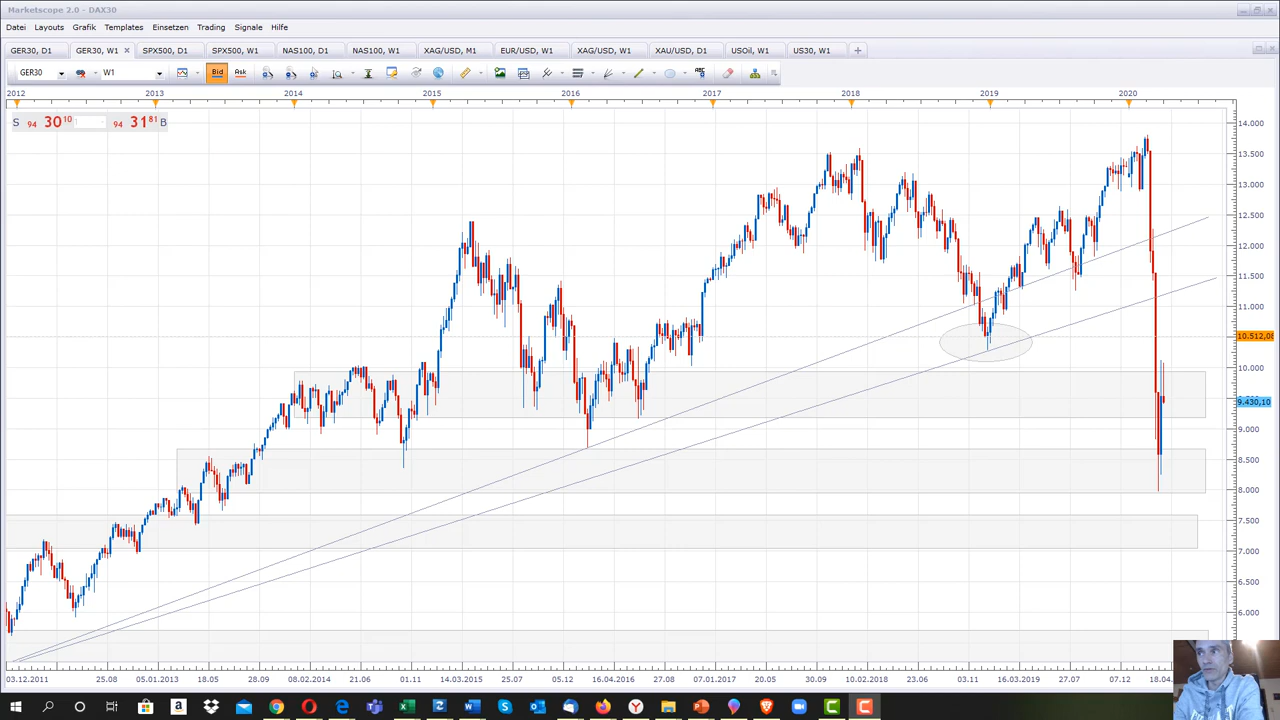 Marketscope 2.0 - DAX30
Datei Layouts Grafik Templates Einsetzen Trading Signale Hilfe
GER30, D1 GER30, W1 SPX500, D1 SPX500, W1 NAS100, D1 NAS100, W1 XAG/USD, M1 EUR/USD, W1 XAG/USD, W1 XAU/USD, D1 USOil, W1 US30, W1
GER30 W1 Bid Ask ABC
2012 2013 2014 2015 2016 2017 2018 2019 2020
S 94 30 10 1 94 31 81 B
14.000
13.500
13.000
12.500
12.000
11.500
11.000
10.512,08
10.000
9.430,10
9.000
8.500
8.000
7.500
7.000
6.500
6.000
03.12.2011 25.08 05.01.2013 18.05 28.09 08.02.2014 21.06 01.11 14.03.2015 25.07 05.12 16.04.2016 27.08 07.01.2017 20.05 30.09 10.02.2018 23.06 03.11 16.03.2019 27.07 07.12 18.04